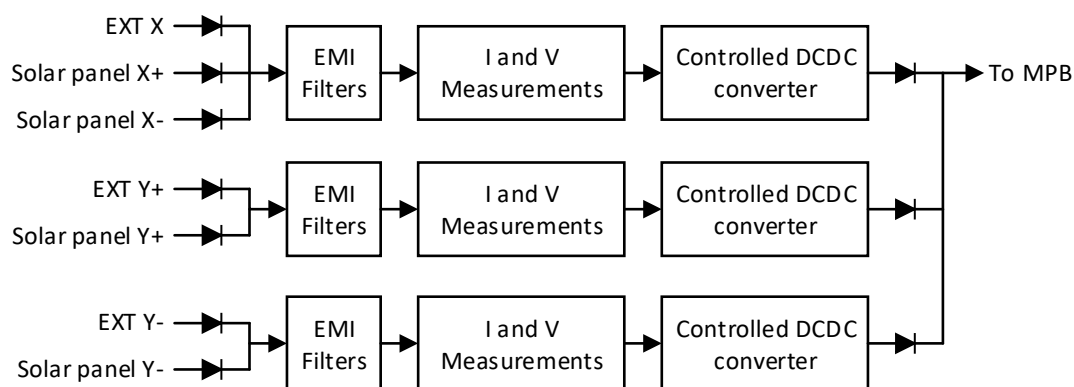 EXT X
Solar panel X+
Solar panel X-
EMI
Filters
I and V
Measurements
Controlled DCDC
converter
To MPB
EXT Y+
Solar panel Y+
EMI
Filters
I and V
Measurements
Controlled DCDC
converter
EXT Y-
Solar panel Y-
EMI
Filters
I and V
Measurements
Controlled DCDC
converter